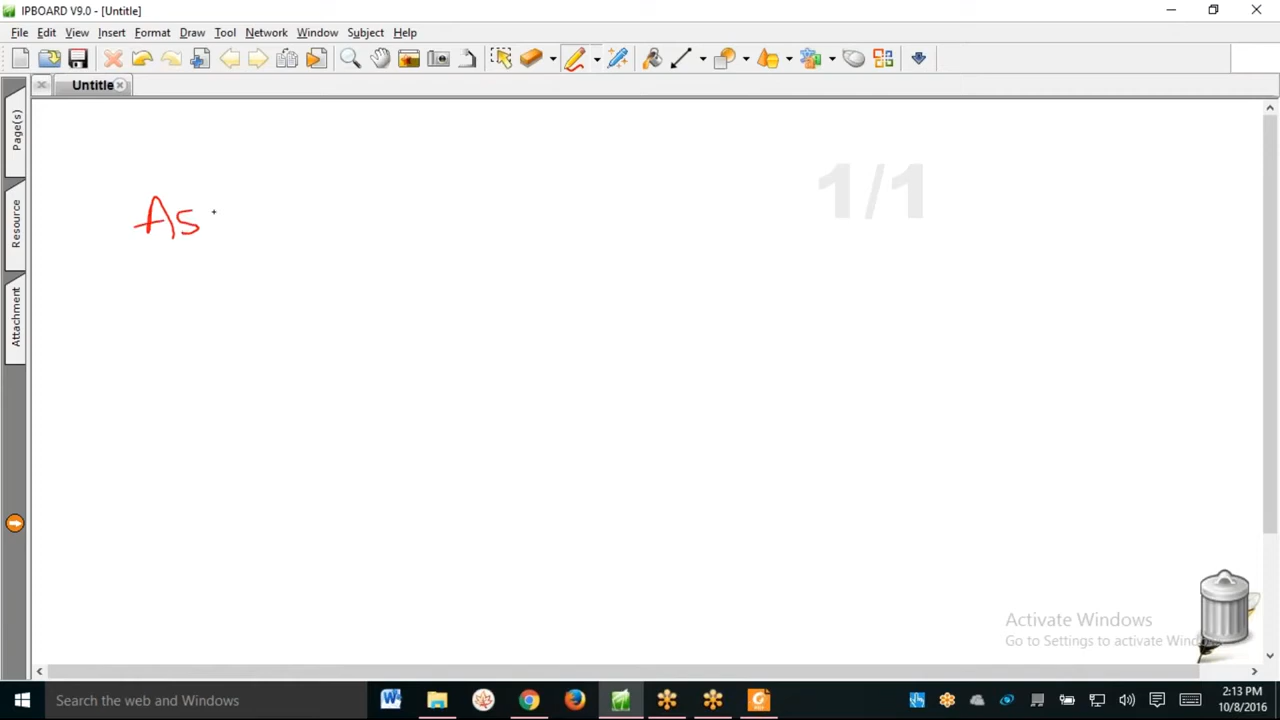 IPBOARD V9.0 - [Untitle]
File Edit View Insert Format Draw Tool Network Window Subject Help
Untitle
Page(s)
Resource
Attachment
1/1
As
Activate Windows
Go to Settings to activate Windows
Search the web and Windows
2:13 PM
10/8/2016